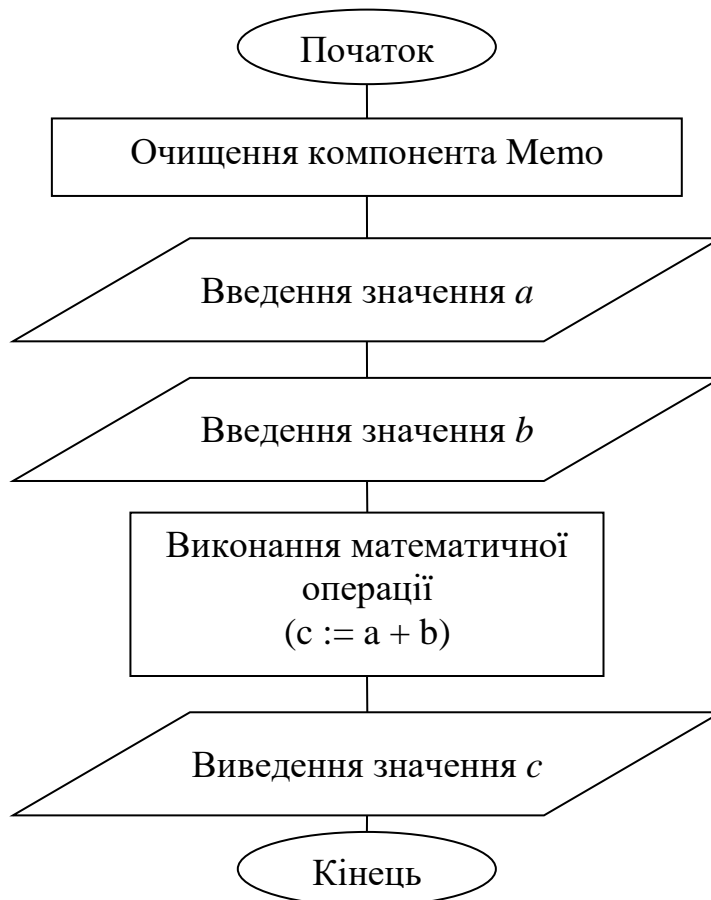 Початок
Очищення компонента Memo
Введення значення a
Введення значення b
Виконання математичної
операції
(c := a + b)
Виведення значення c
Кінець